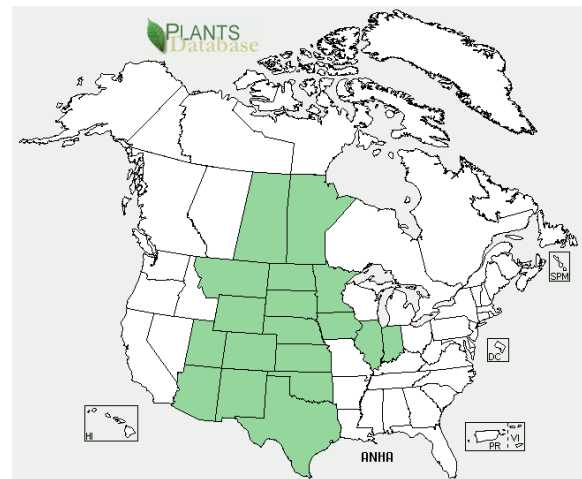 PLANTS
Database
SPM
DC
HI
PR
VI
ANHA